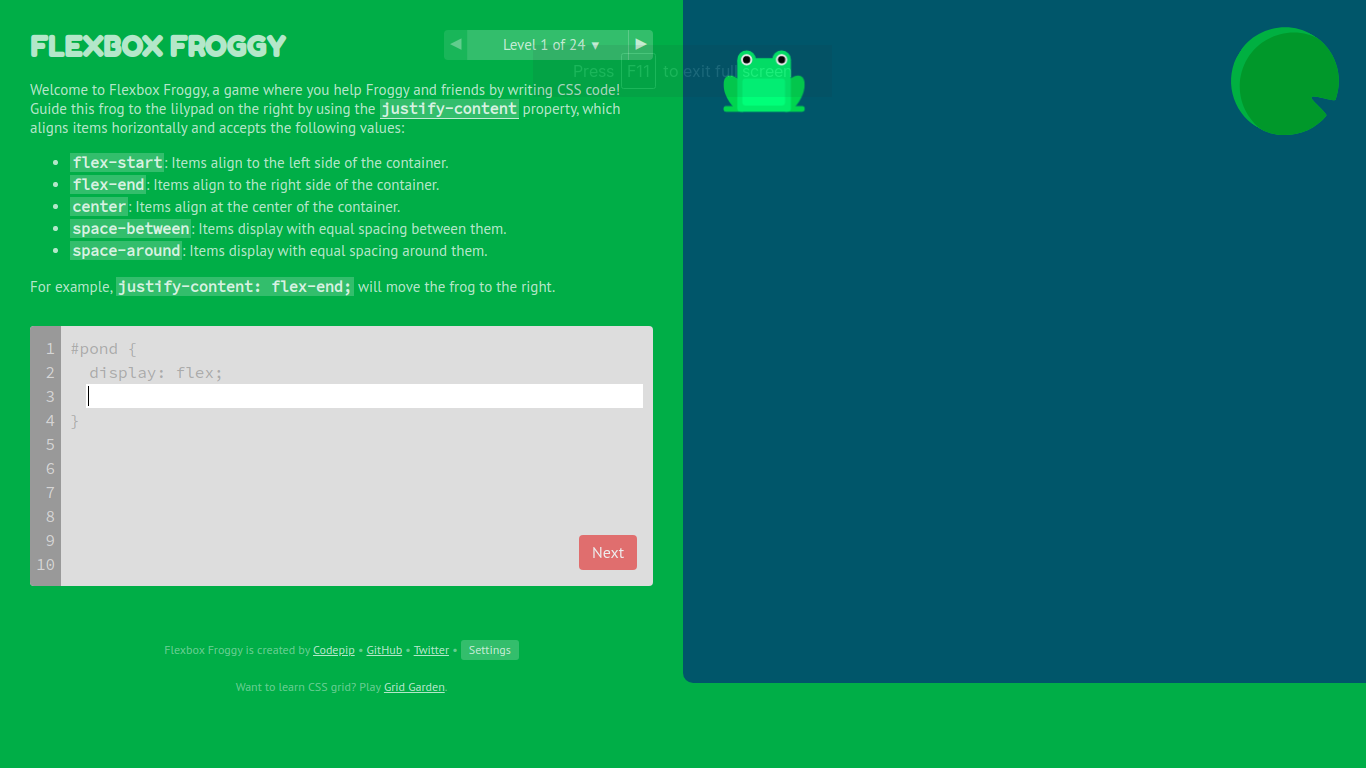 FLEXBOX FROGGY
◀ Level 1 of 24 ▼ ▶
Press F11 to exit full screen
Welcome to Flexbox Froggy, a game where you help Froggy and friends by writing CSS code!
Guide this frog to the lilypad on the right by using the justify-content property, which
aligns items horizontally and accepts the following values:
• flex-start: Items align to the left side of the container.
• flex-end: Items align to the right side of the container.
• center: Items align at the center of the container.
• space-between: Items display with equal spacing between them.
• space-around: Items display with equal spacing around them.
For example, justify-content: flex-end; will move the frog to the right.
1 #pond {
2 display: flex;
3
4 }
5
6
7
8
9
10
Next
Flexbox Froggy is created by Codepip • GitHub • Twitter • Settings
Want to learn CSS grid? Play Grid Garden.